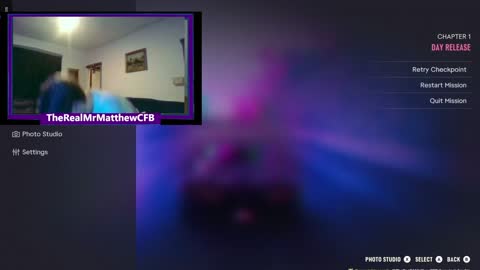 CHAPTER 1
DAY RELEASE
Retry Checkpoint
Restart Mission
Quit Mission
TheRealMrMatthewCFB
Photo Studio
Settings
PHOTO STUDIO X SELECT A BACK B